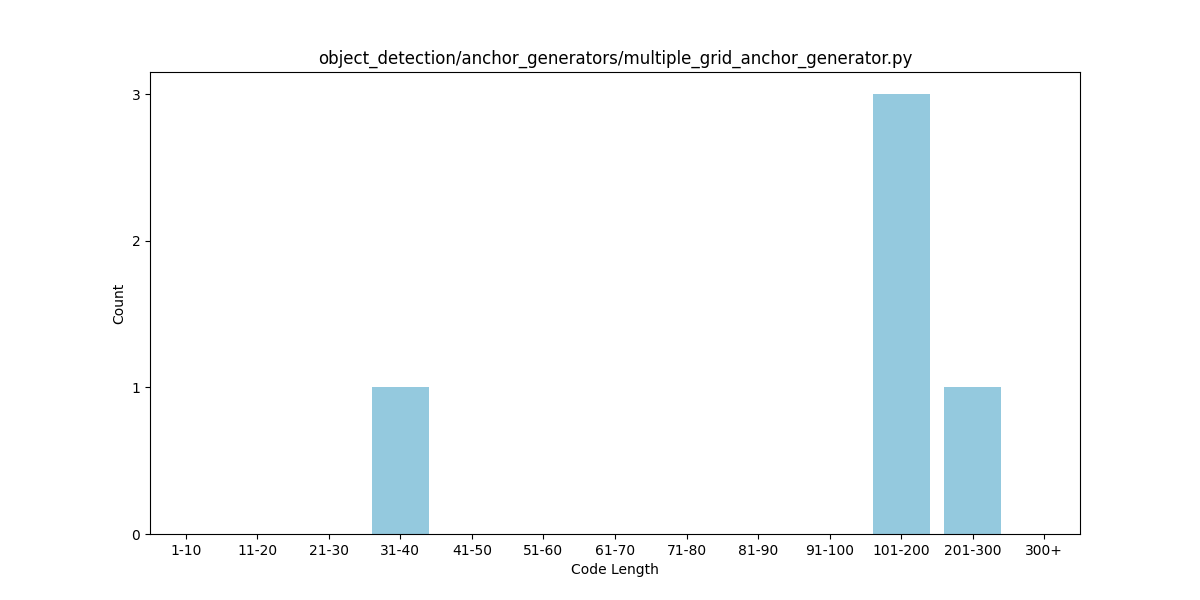 object_detection/anchor_generators/multiple_grid_anchor_generator.py
3
2
1
0
Count
1-10 11-20 21-30 31-40 41-50 51-60 61-70 71-80 81-90 91-100 101-200 201-300 300+
Code Length